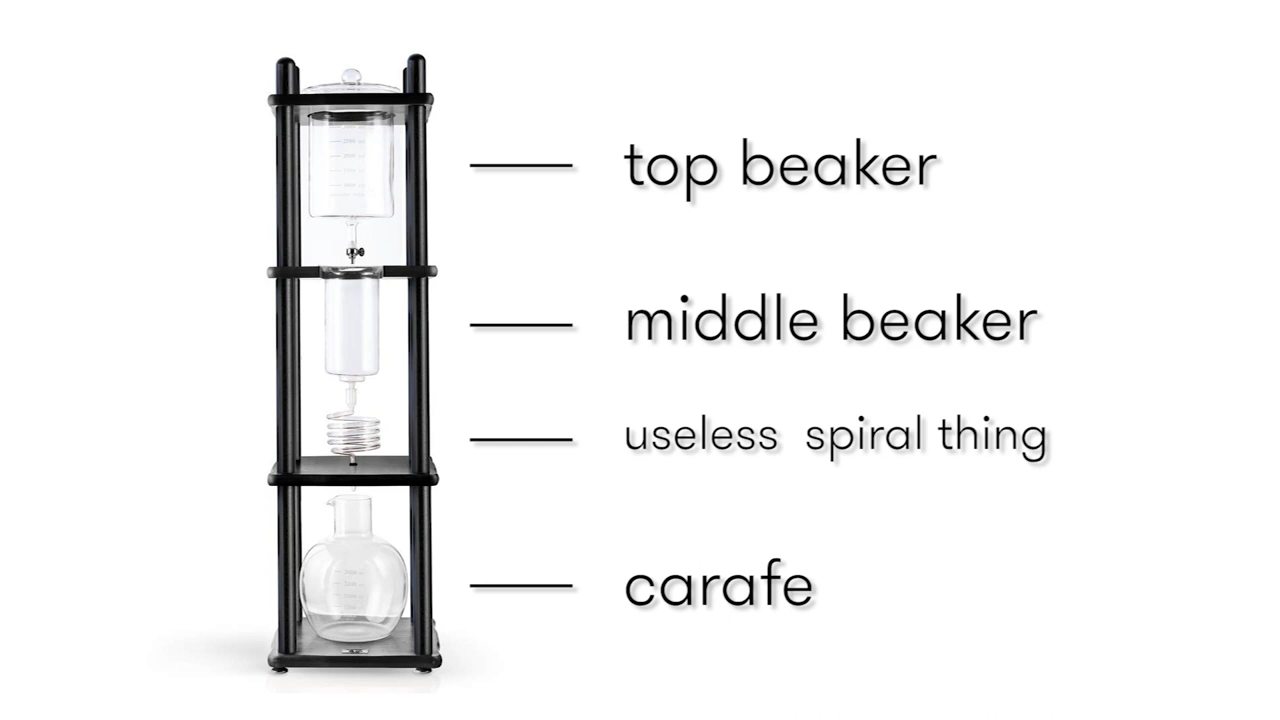 top beaker
middle beaker
useless spiral thing
carafe